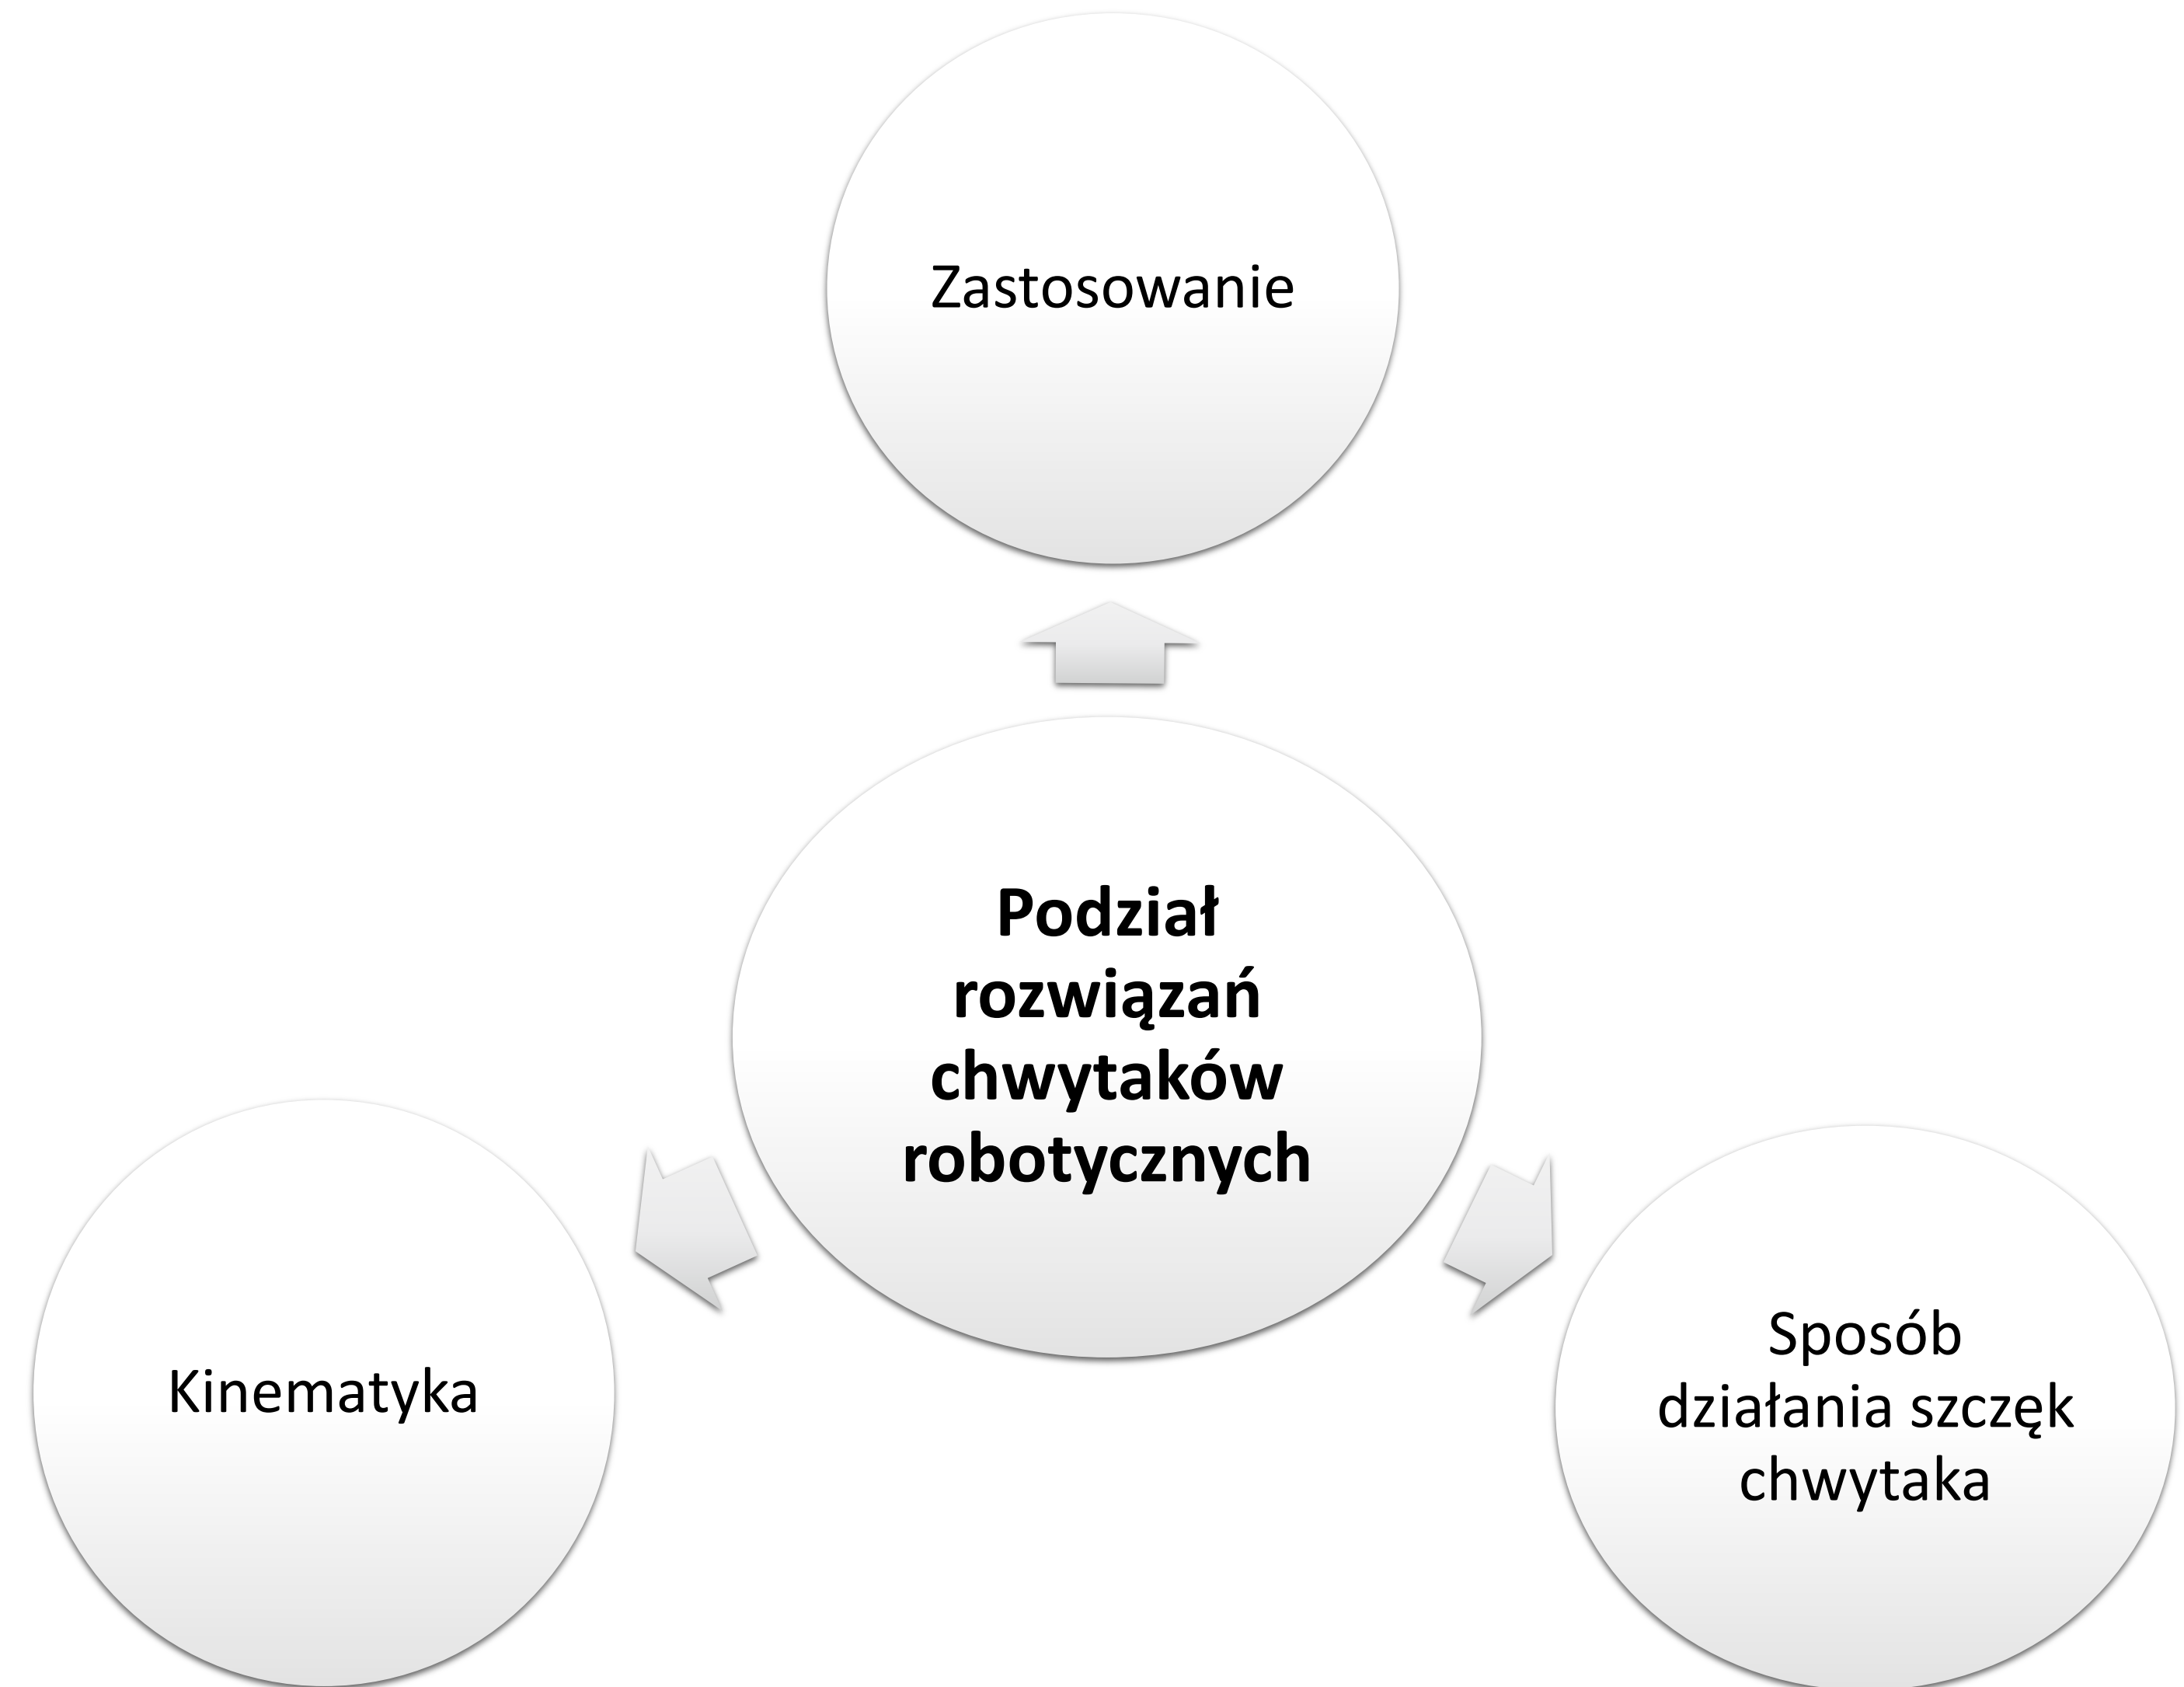 Zastosowanie
Podział
rozwiązań
chwytaków
robotycznych
Kinematyka
Sposób
działania szczęk
chwytaka